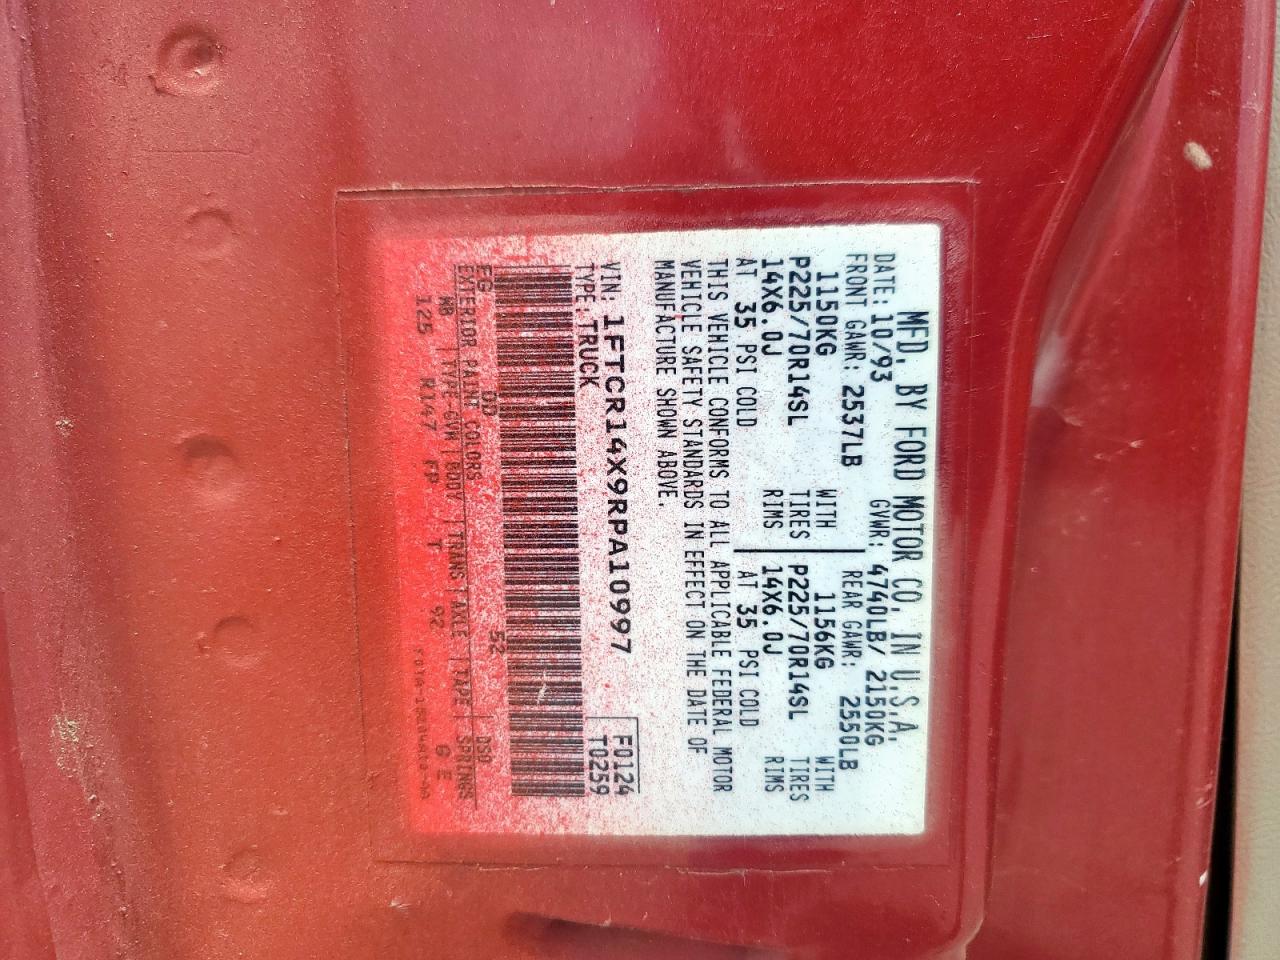 MFD. BY FORD MOTOR CO. IN U.S.A.
DATE: 10/93 GVWR: 4740LB/ 2150KG
FRONT GAWR: 2537LB REAR GAWR: 2550LB
1150KG WITH 1156KG WITH
P225/70R14SL TIRES P225/70R14SL TIRES
14X6.0J RIMS 14X6.0J RIMS
AT 35 PSI COLD AT 35 PSI COLD
THIS VEHICLE CONFORMS TO ALL APPLICABLE FEDERAL MOTOR
VEHICLE SAFETY STANDARDS IN EFFECT ON THE DATE OF
MANUFACTURE SHOWN ABOVE.
VIN: 1FTCR14X9RPA10997 F0124
TYPE: TRUCK T0259
EG DD 52
EXTERIOR PAINT COLORS DSO
WB TYPE-GVW BODY TRANS AXLE TAPE SPRINGS
125 R147 FP T 92 G E